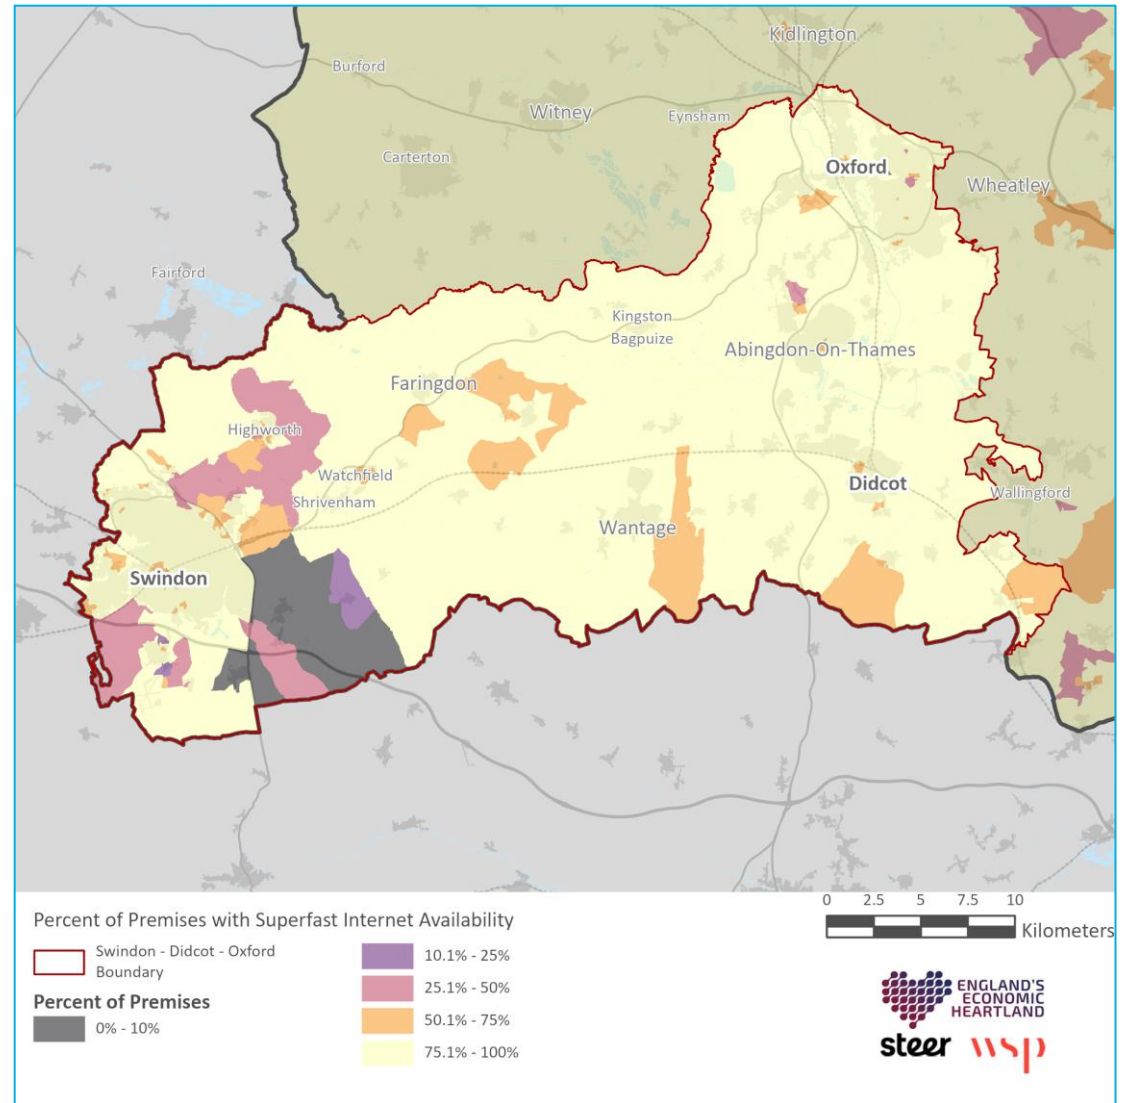 Kidlington
Burford
Witney
Eynsham
Carterton
Oxford
Wheatley
Fairford
Kingston
Bagpuize
Abingdon-On-Thames
Faringdon
Highworth
Watchfield
Shrivenham
Didcot
Wallingford
Wantage
Swindon
0 2.5 5 7.5 10
Kilometers
Percent of Premises with Superfast Internet Availability
Swindon - Didcot - Oxford
Boundary
Percent of Premises
0% - 10%
10.1% - 25%
25.1% - 50%
50.1% - 75%
75.1% - 100%
ENGLAND'S
ECONOMIC
HEARTLAND
steer wsp